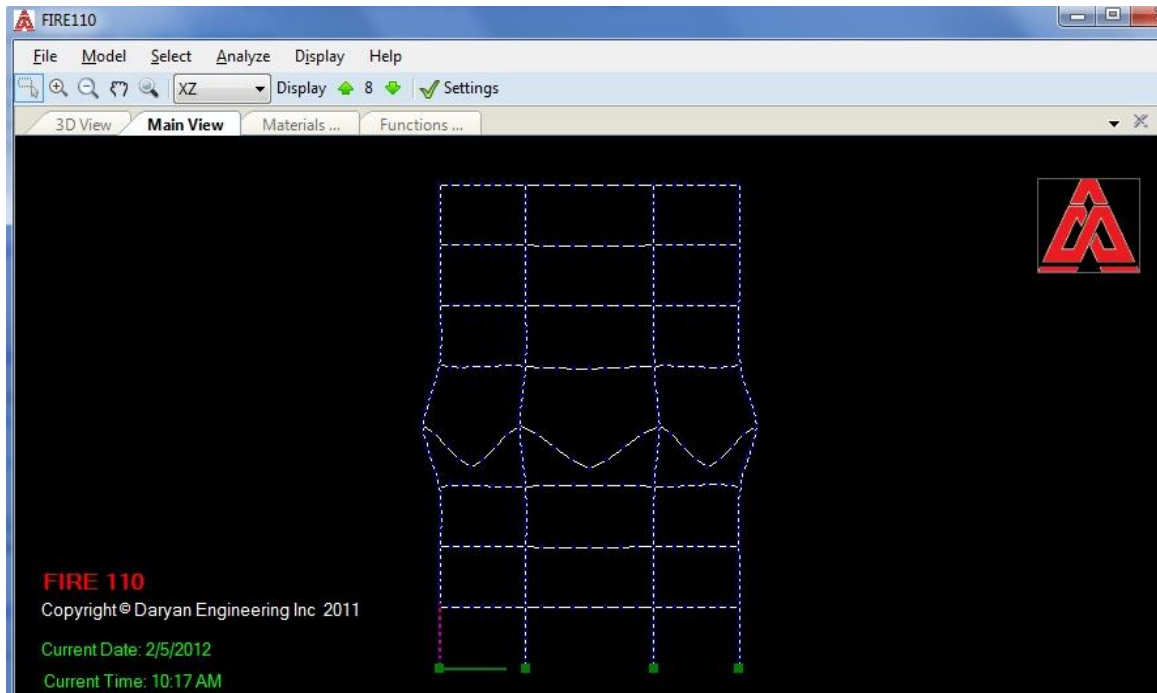 FIRE110
File Model Select Analyze Display Help
XZ Display 8 Settings
3D View Main View Materials ... Functions ...
FIRE 110
Copyright © Daryan Engineering Inc 2011
Current Date: 2/5/2012
Current Time: 10:17 AM